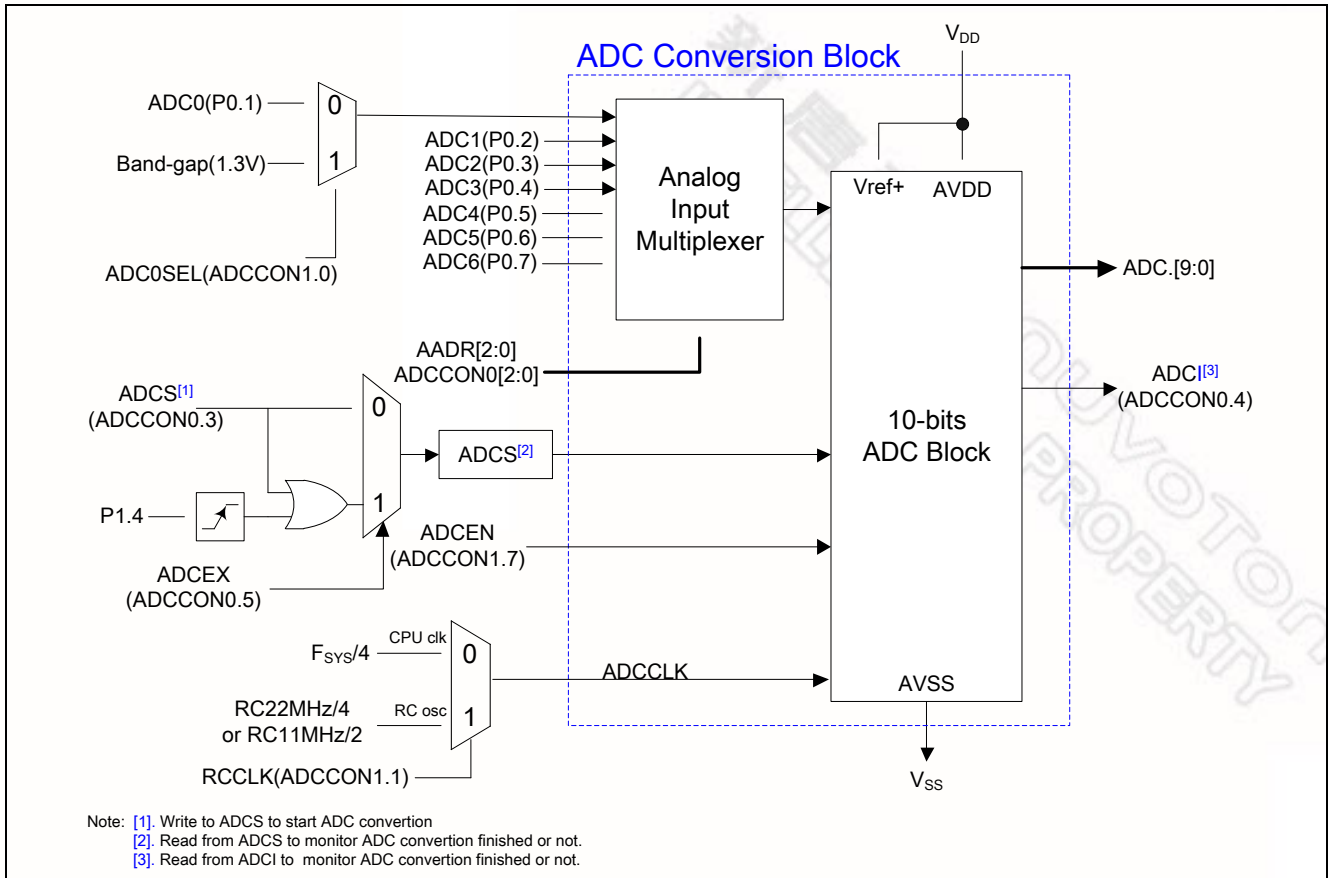 ADC Conversion Block
V_DD
ADC0(P0.1)
0
Band-gap(1.3V)
1
ADC0SEL(ADCCON1.0)
ADC1(P0.2)
ADC2(P0.3)
ADC3(P0.4)
ADC4(P0.5)
ADC5(P0.6)
ADC6(P0.7)
Analog
Input
Multiplexer
Vref+ AVDD
ADC.[9:0]
AADR[2:0]
ADCCON0[2:0]
ADCS[1]
(ADCCON0.3)
0
1
ADCS[2]
P1.4
ADCEX
(ADCCON0.5)
ADCEN
(ADCCON1.7)
10-bits
ADC Block
ADCI[3]
(ADCCON0.4)
F_SYS/4
CPU clk
0
RC22MHz/4
or RC11MHz/2
RC osc
1
RCCLK(ADCCON1.1)
ADCCLK
AVSS
V_SS
Note: [1]. Write to ADCS to start ADC convertion
[2]. Read from ADCS to monitor ADC convertion finished or not.
[3]. Read from ADCI to monitor ADC convertion finished or not.
nuvoTon
PROPERTY